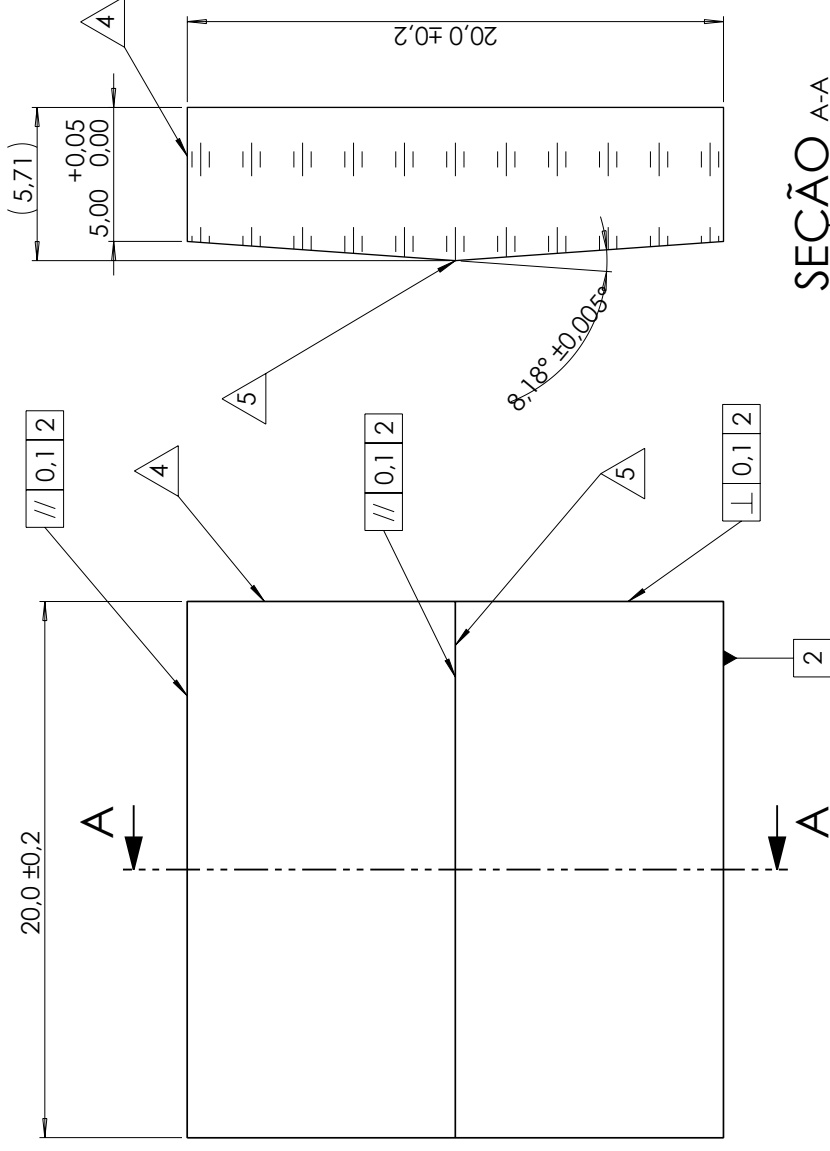 20,0 ±0,2
// 0,1 2
4
A
// 0,1 2
5
⊥ 0,1 2
2
A
(5,71)
+0,05
5,00 0,00
4
20,0 ±0,2
5
8,18° ±0,005°
SEÇÃO A-A